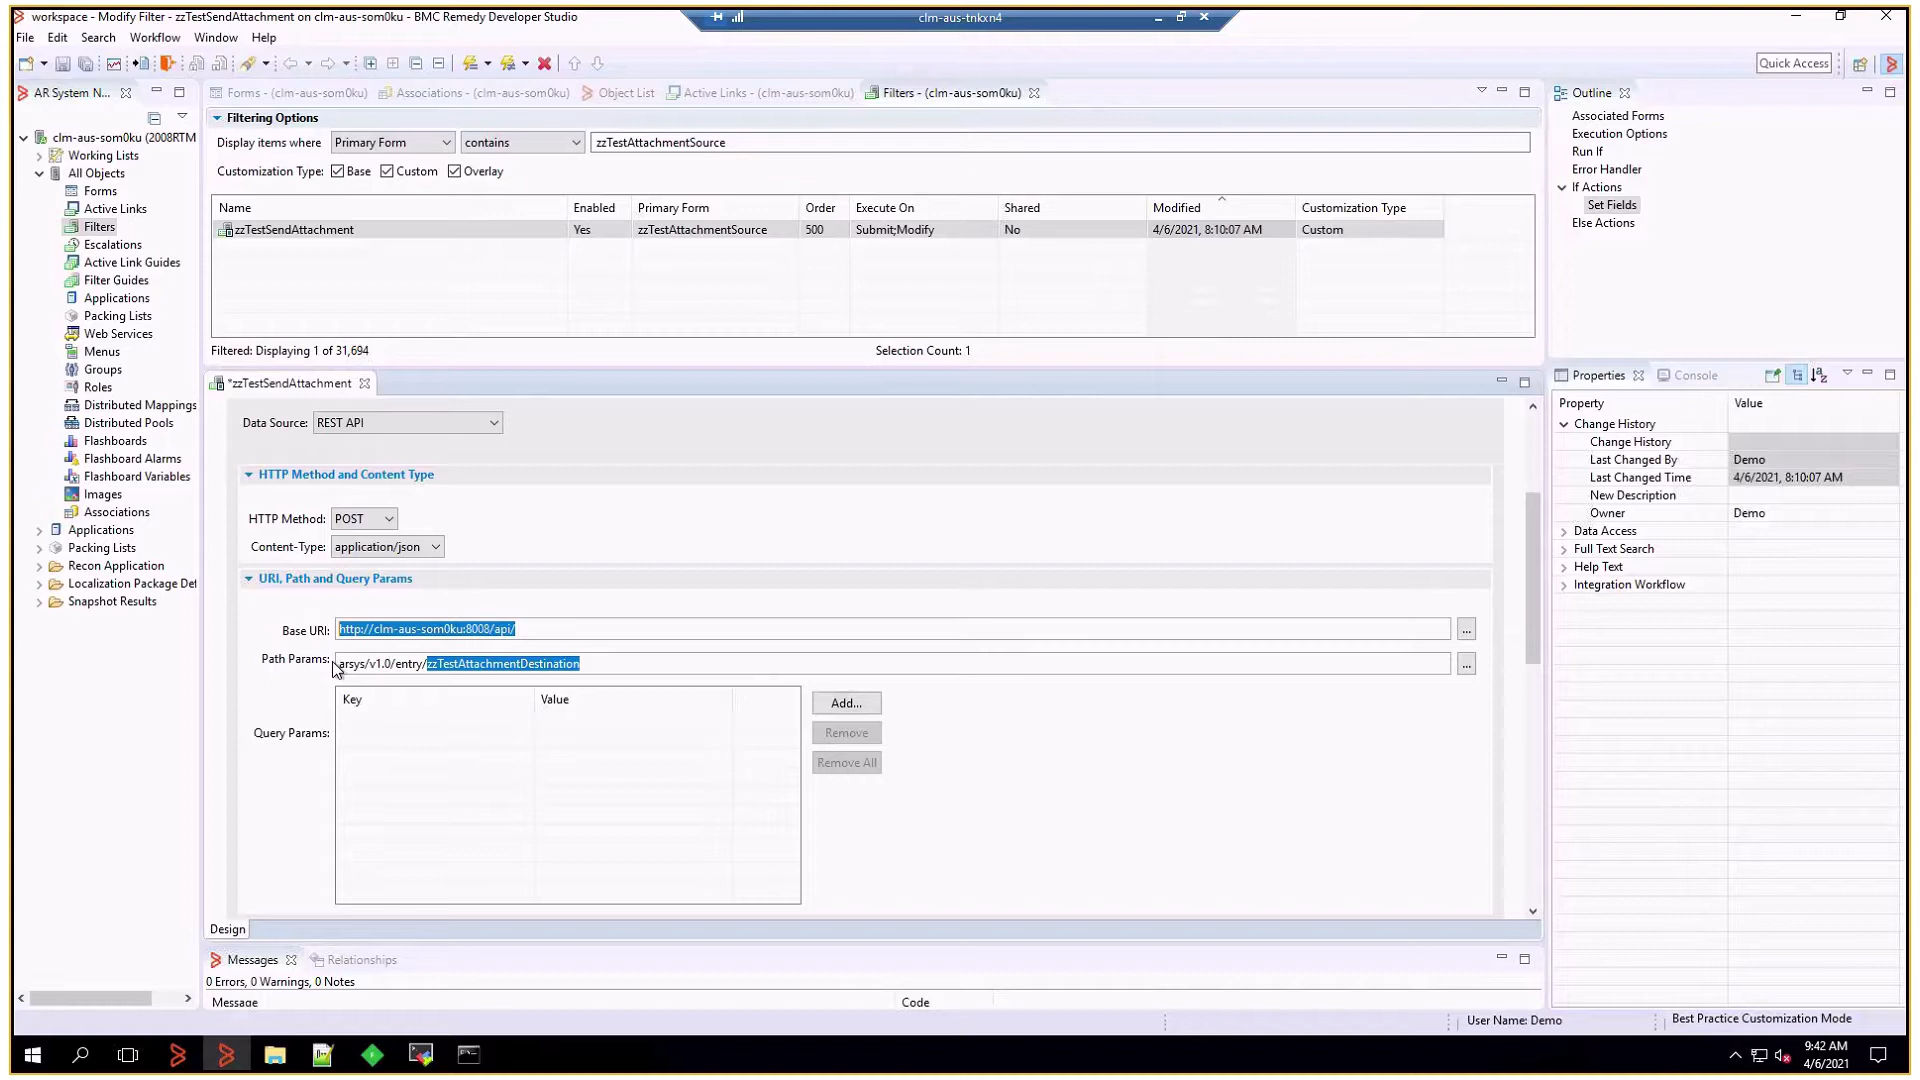 workspace - Modify Filter - zzTestSendAttachment on clm-aus-som0ku - BMC Remedy Developer Studio
clm-aus-tnkxn4
File Edit Search Workflow Window Help
Quick Access
AR System N...
Forms - (clm-aus-som0ku) Associations - (clm-aus-som0ku) Object List Active Links - (clm-aus-som0ku) Filters - (clm-aus-som0ku)
clm-aus-som0ku (2008RTM
Working Lists
All Objects
Forms
Active Links
Filters
Escalations
Active Link Guides
Filter Guides
Applications
Packing Lists
Web Services
Menus
Groups
Roles
Distributed Mappings
Distributed Pools
Flashboards
Flashboard Alarms
Flashboard Variables
Images
Associations
Applications
Packing Lists
Recon Application
Localization Package Def
Snapshot Results
Filtering Options
Display items where Primary Form contains zzTestAttachmentSource
Customization Type: Base Custom Overlay
Name Enabled Primary Form Order Execute On Shared Modified Customization Type
zzTestSendAttachment Yes zzTestAttachmentSource 500 Submit;Modify No 4/6/2021, 8:10:07 AM Custom
Filtered: Displaying 1 of 31,694 Selection Count: 1
*zzTestSendAttachment
Data Source: REST API
HTTP Method and Content Type
HTTP Method: POST
Content-Type: application/json
URI, Path and Query Params
Base URI: http://clm-aus-som0ku:8008/api/ ...
Path Params: arsys/v1.0/entry/zzTestAttachmentDestination ...
Key Value
Query Params:
Add...
Remove
Remove All
Design
Messages Relationships
0 Errors, 0 Warnings, 0 Notes
Message Code
Outline
Associated Forms
Execution Options
Run If
Error Handler
If Actions
Set Fields
Else Actions
Properties Console
Property Value
Change History
Change History
Last Changed By Demo
Last Changed Time 4/6/2021, 8:10:07 AM
New Description
Owner Demo
Data Access
Full Text Search
Help Text
Integration Workflow
User Name: Demo Best Practice Customization Mode
9:42 AM
4/6/2021